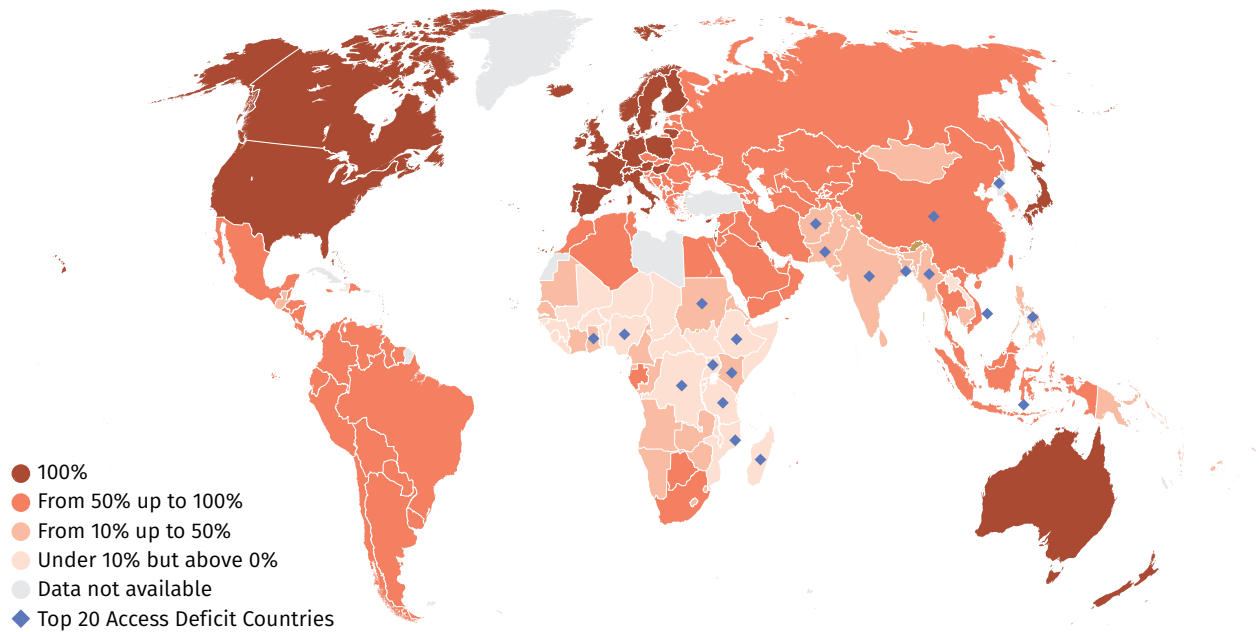 100%
From 50% up to 100%
From 10% up to 50%
Under 10% but above 0%
Data not available
Top 20 Access Deficit Countries